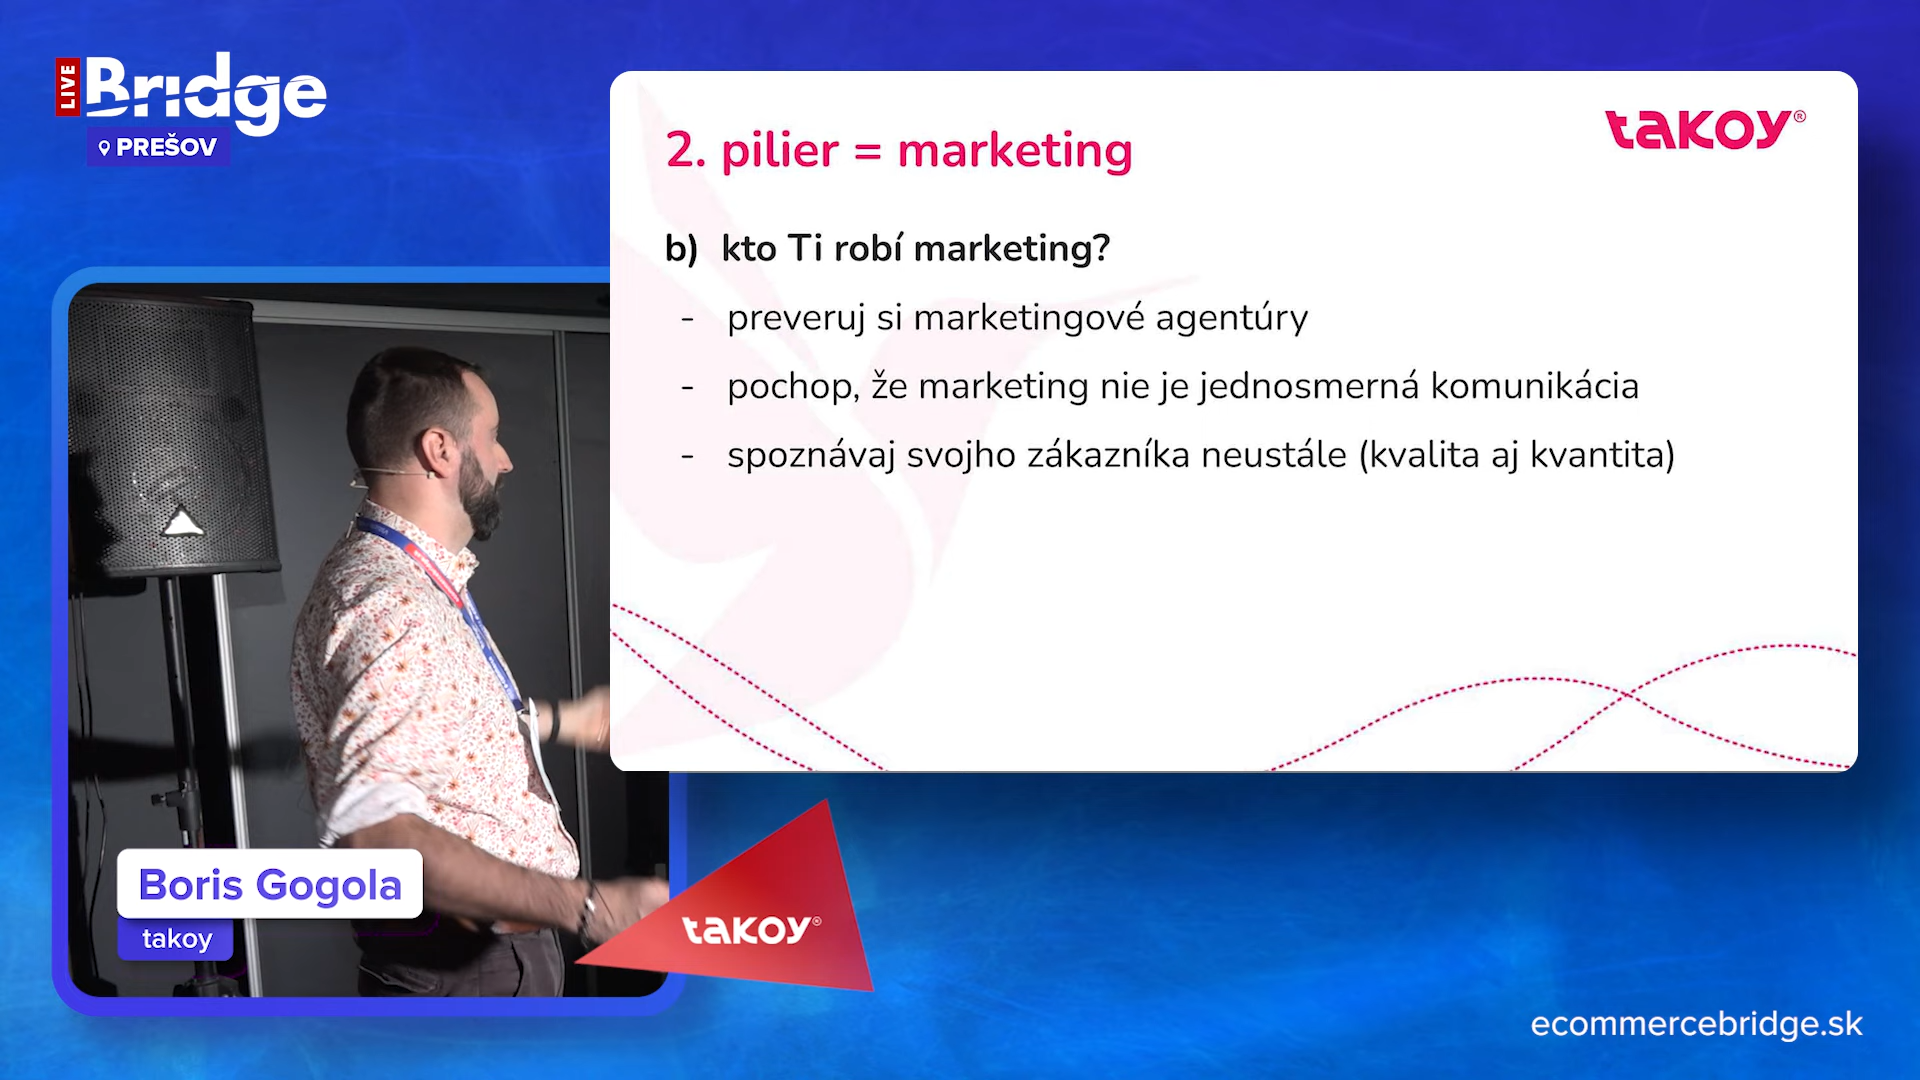 LIVE
Bridge
PREŠOV
takoy®
2. pilier = marketing
b) kto Ti robí marketing?
- preveruj si marketingové agentúry
- pochop, že marketing nie je jednosmerná komunikácia
- spoznávaj svojho zákazníka neustále (kvalita aj kvantita)
Boris Gogola
takoy
takoy®
ecommercebridge.sk